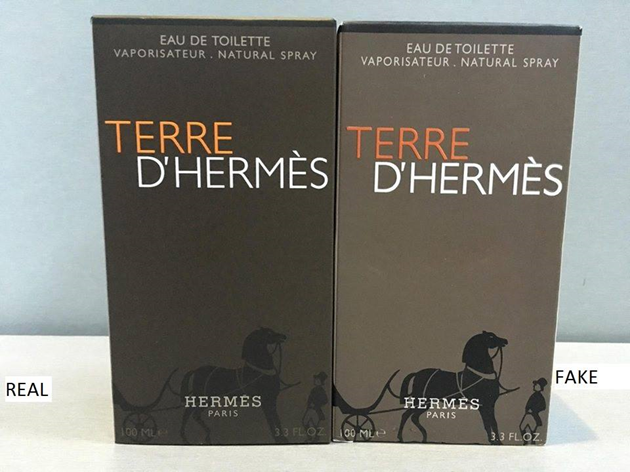 EAU DE TOILETTE
VAPORISATEUR . NATURAL SPRAY
TERRE
D'HERMÈS
HERMÈS
PARIS
100 ML℮
3.3 FL.OZ.
REAL
EAU DE TOILETTE
VAPORISATEUR . NATURAL SPRAY
TERRE
D'HERMÈS
HERMÈS
PARIS
100 ML℮
3.3 FL.OZ.
FAKE